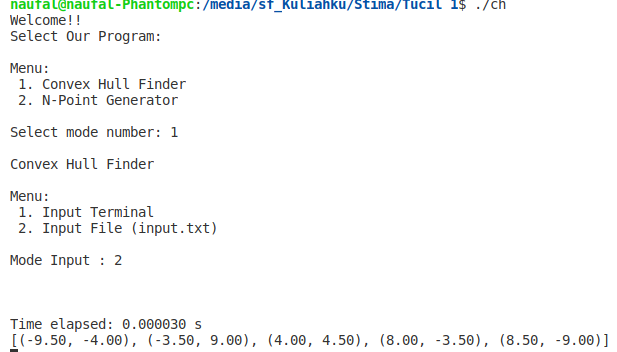 naufal@naufal-Phantompc:/media/sf_Kuliahku/Stima/Tucil 1$ ./ch
Welcome!!
Select Our Program:
Menu:
1. Convex Hull Finder
2. N-Point Generator
Select mode number: 1
Convex Hull Finder
Menu:
1. Input Terminal
2. Input File (input.txt)
Mode Input : 2
Time elapsed: 0.000030 s
[(-9.50, -4.00), (-3.50, 9.00), (4.00, 4.50), (8.00, -3.50), (8.50, -9.00)]